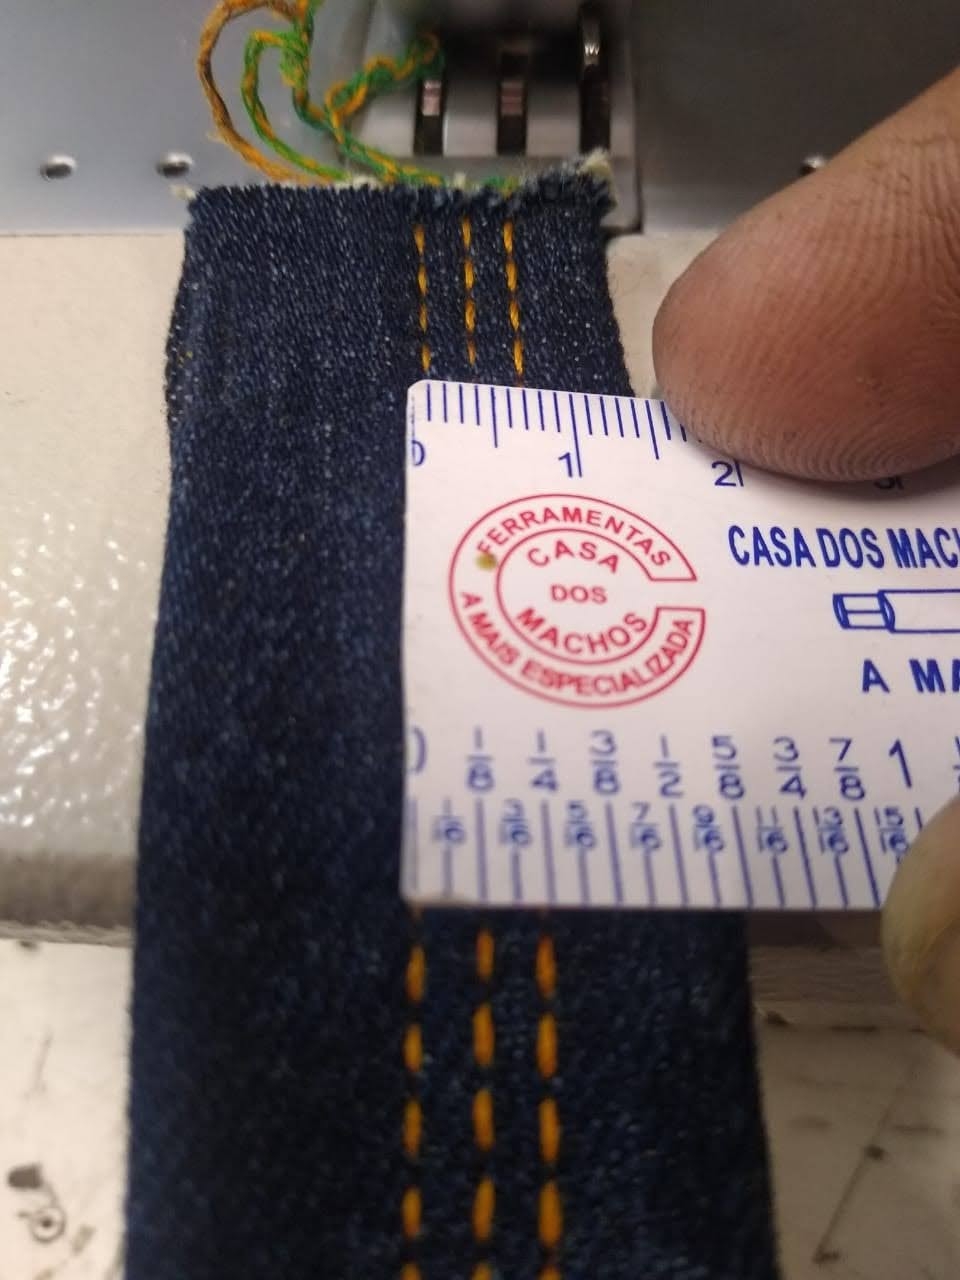 0 1 2 3
FERRAMENTAS
CASA
DOS
MACHOS
A MAIS ESPECIALIZADA
CASA DOS
A
1/8 1/4 3/8 1/2 5/8 3/4 7/8 1
1/16 3/16 5/16 7/16 9/16 11/16 13/16 15/16